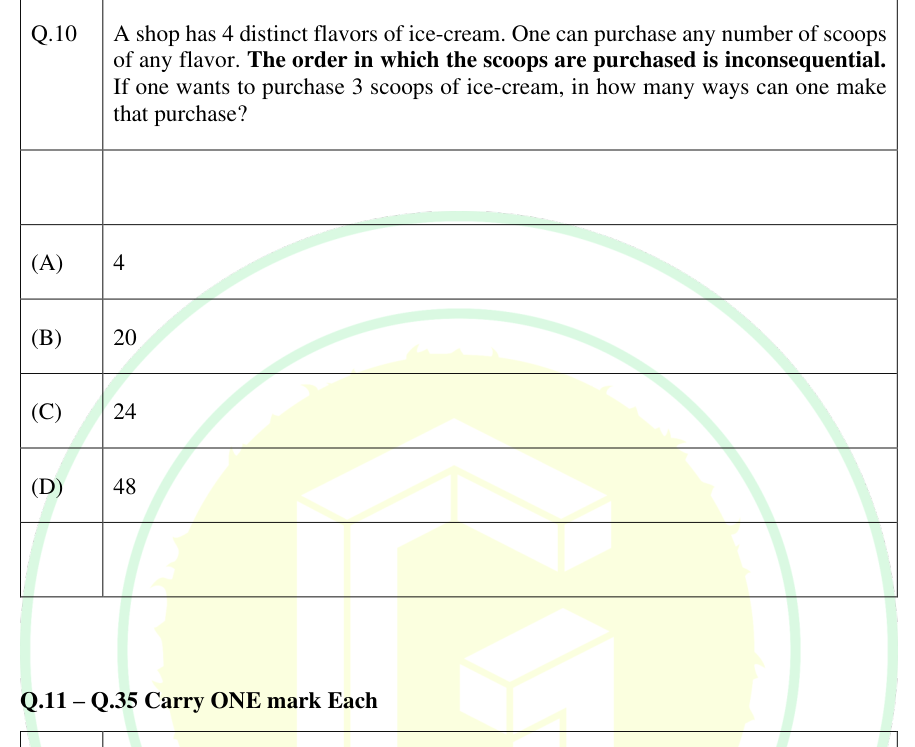 Q.10 A shop has 4 distinct flavors of ice-cream. One can purchase any number of scoops
of any flavor. The order in which the scoops are purchased is inconsequential.
If one wants to purchase 3 scoops of ice-cream, in how many ways can one make
that purchase?
(A) 4
(B) 20
(C) 24
(D) 48
Q.11 – Q.35 Carry ONE mark Each